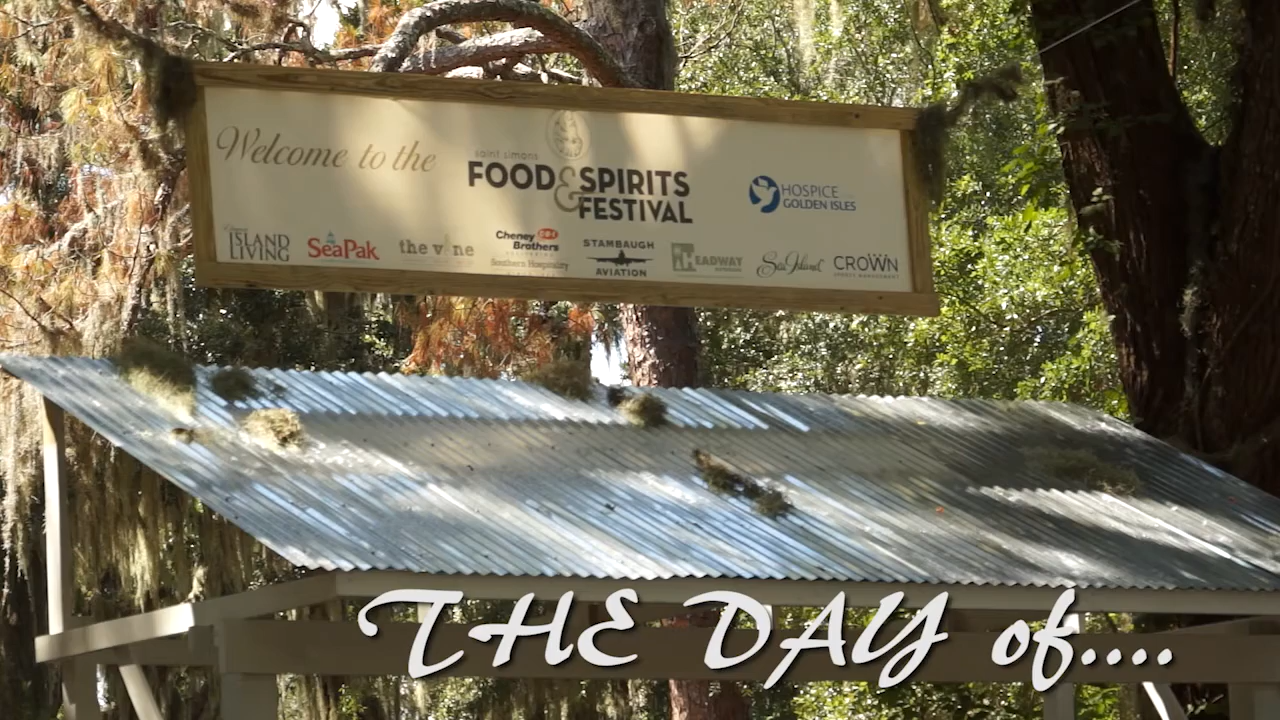 Welcome to the
saint simons
FOOD & SPIRITS
FESTIVAL
HOSPICE
GOLDEN ISLES
ISLAND
LIVING
SeaPak
the vine
Cheney
Brothers
Southern Hospitality
STAMBAUGH
AVIATION
HEADWAY
Sea Island
CROWN
THE DAY of....